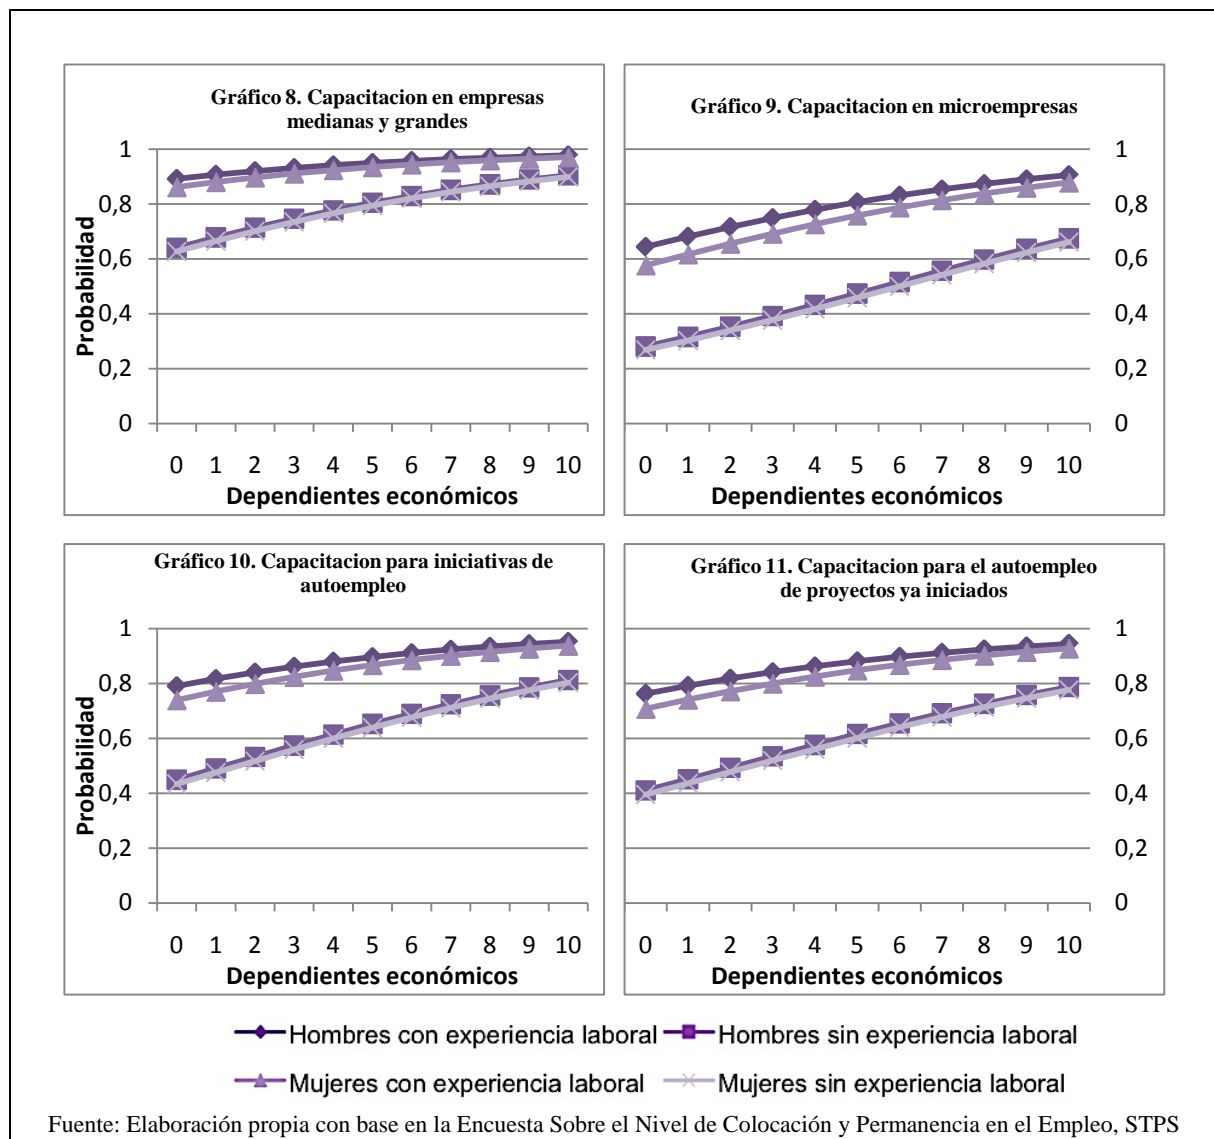 Gráfico 8. Capacitacion en empresas
medianas y grandes
Probabilidad
1
0,8
0,6
0,4
0,2
0
0 1 2 3 4 5 6 7 8 9 10
Dependientes económicos
Gráfico 9. Capacitacion en microempresas
1
0,8
0,6
0,4
0,2
0
0 1 2 3 4 5 6 7 8 9 10
Dependientes económicos
Gráfico 10. Capacitacion para iniciativas de
autoempleo
Probabilidad
1
0,8
0,6
0,4
0,2
0
0 1 2 3 4 5 6 7 8 9 10
Dependientes económicos
Gráfico 11. Capacitacion para el autoempleo
de proyectos ya iniciados
1
0,8
0,6
0,4
0,2
0
0 1 2 3 4 5 6 7 8 9 10
Dependientes económicos
Hombres con experiencia laboral Hombres sin experiencia laboral
Mujeres con experiencia laboral Mujeres sin experiencia laboral
Fuente: Elaboración propia con base en la Encuesta Sobre el Nivel de Colocación y Permanencia en el Empleo, STPS